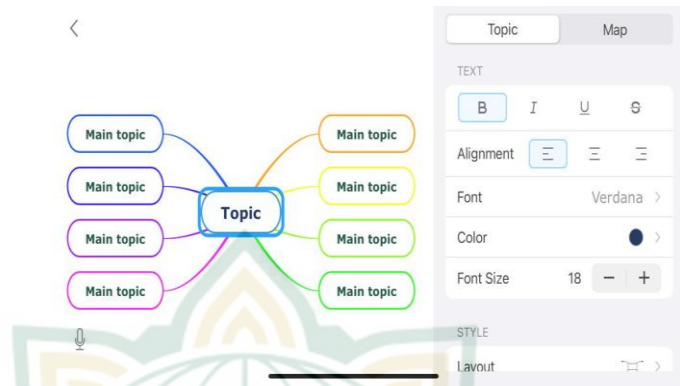 Topic Map
TEXT
B I U S
Alignment
Font Verdana
Color
Font Size 18 − +
STYLE
Layout
Main topic
Main topic
Main topic
Main topic
Topic
Main topic
Main topic
Main topic
Main topic